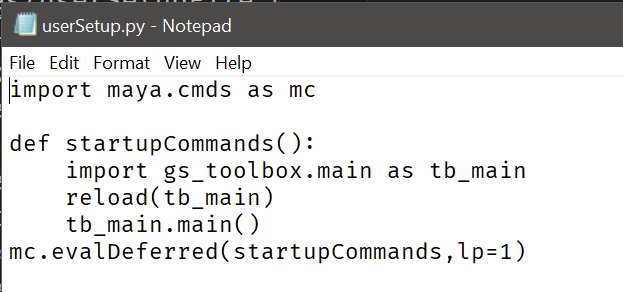 userSetup.py - Notepad
File Edit Format View Help
import maya.cmds as mc
def startupCommands():
    import gs_toolbox.main as tb_main
    reload(tb_main)
    tb_main.main()
mc.evalDeferred(startupCommands,lp=1)